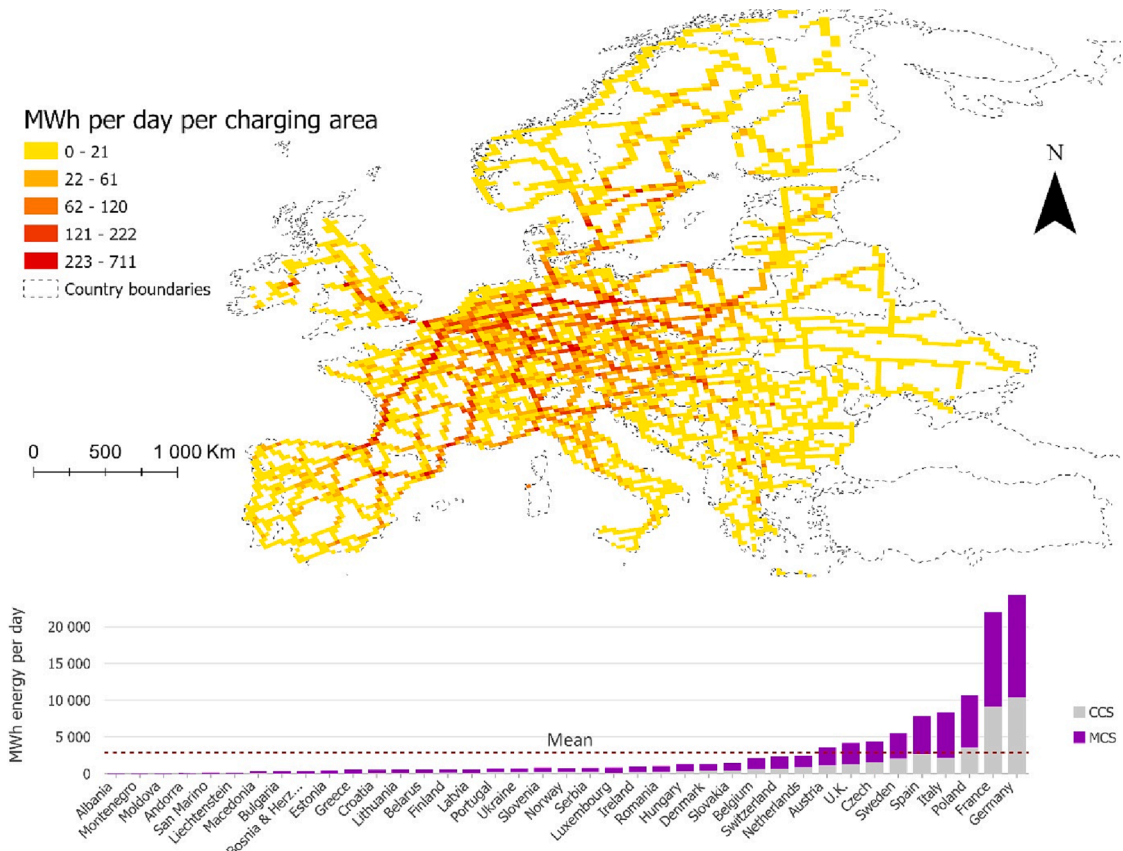 N
MWh per day per charging area
0 - 21
22 - 61
62 - 120
121 - 222
223 - 711
Country boundaries
0 500 1 000 Km
MWh energy per day
20 000
15 000
10 000
5 000
0
Mean
CCS
MCS
Albania
Montenegro
Moldova
Andorra
San Marino
Liechtenstein
Macedonia
Bulgaria
Bosnia & Herz...
Estonia
Greece
Croatia
Lithuania
Belarus
Finland
Latvia
Portugal
Ukraine
Slovenia
Norway
Serbia
Luxembourg
Ireland
Romania
Hungary
Denmark
Slovakia
Belgium
Switzerland
Netherlands
Austria
U.K.
Czech
Sweden
Spain
Italy
Poland
France
Germany